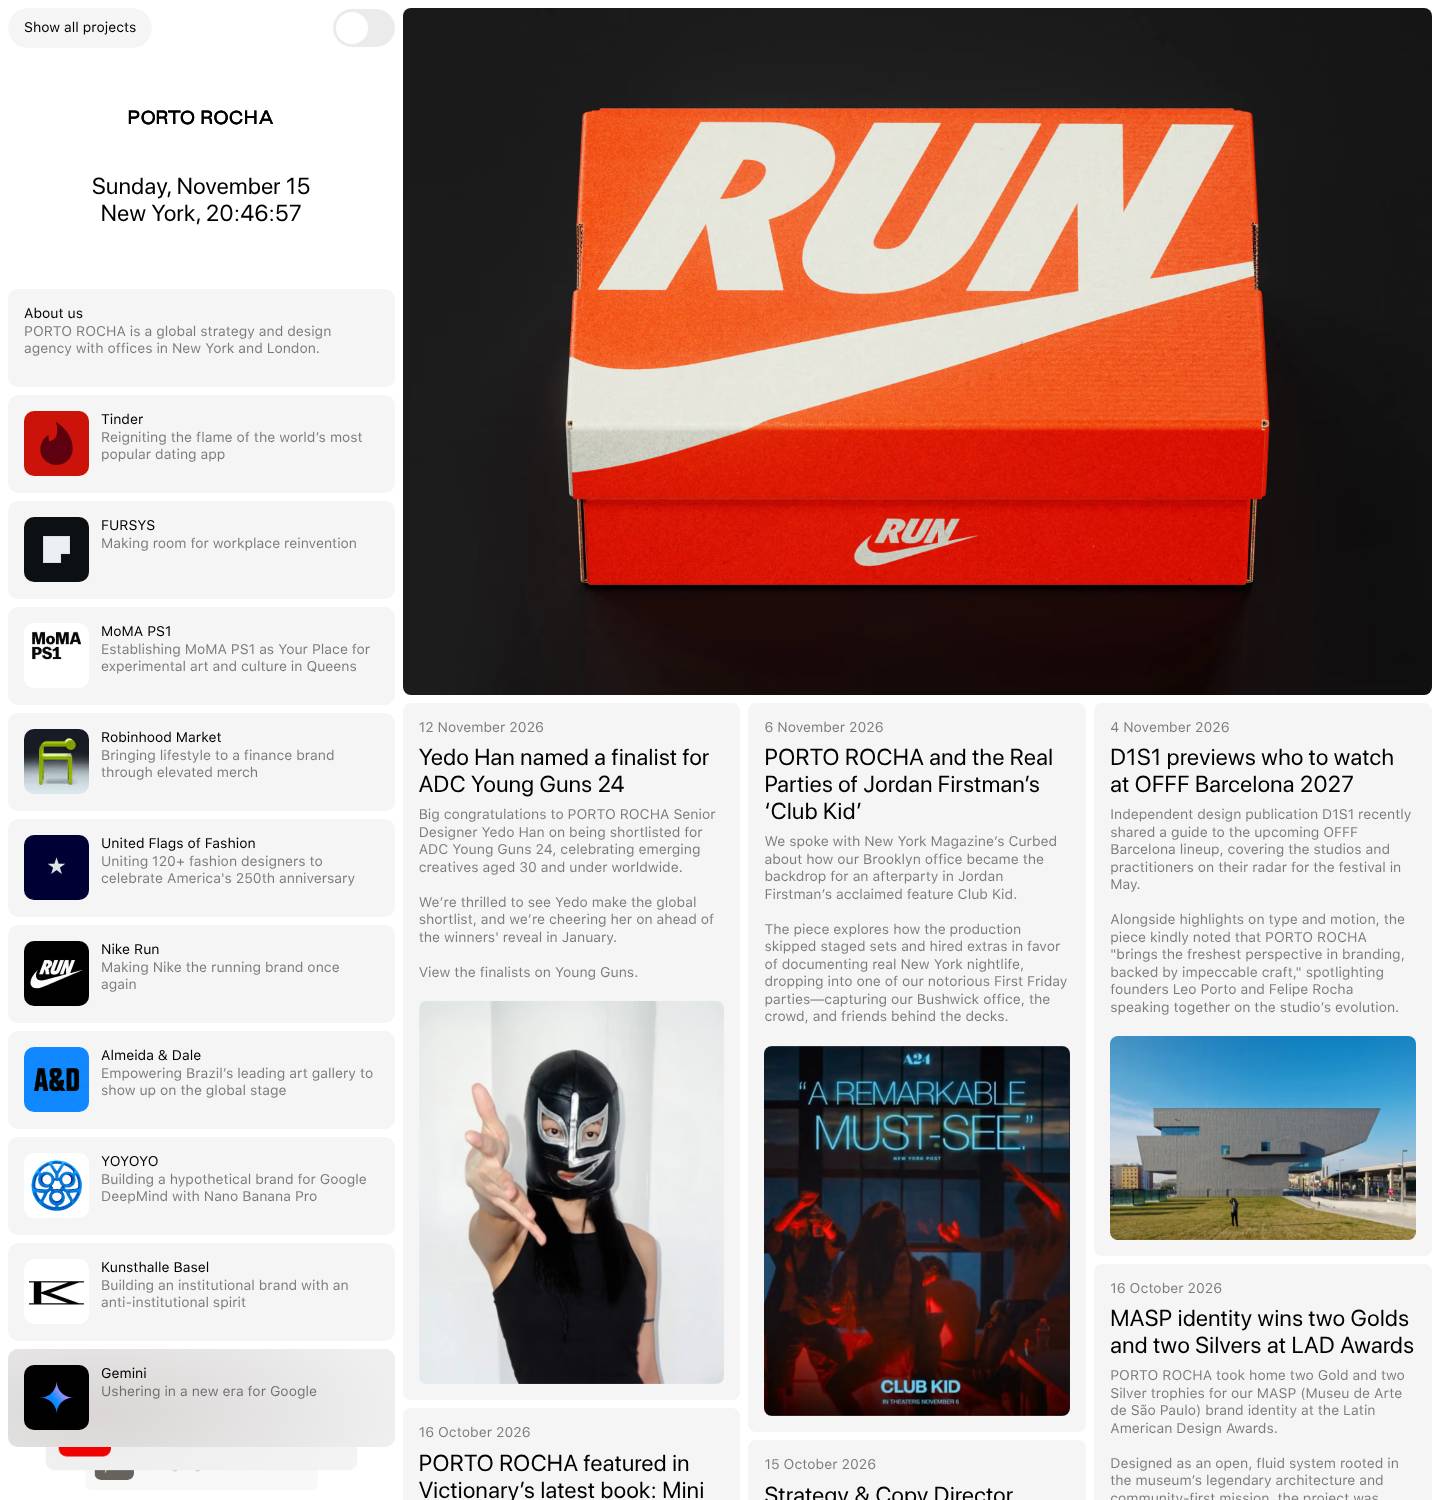 Show all projects
PORTO ROCHA
Sunday, November 15
New York, 20:46:57
About us
PORTO ROCHA is a global strategy and design
agency with offices in New York and London.
Tinder
Reigniting the flame of the world's most
popular dating app
FURSYS
Making room for workplace reinvention
MoMA
PS1
MoMA PS1
Establishing MoMA PS1 as Your Place for
experimental art and culture in Queens
Robinhood Market
Bringing lifestyle to a finance brand
through elevated merch
United Flags of Fashion
Uniting 120+ fashion designers to
celebrate America's 250th anniversary
RUN
Nike Run
Making Nike the running brand once
again
A&D
Almeida & Dale
Empowering Brazil's leading art gallery to
show up on the global stage
YOYOYO
Building a hypothetical brand for Google
DeepMind with Nano Banana Pro
K
Kunsthalle Basel
Building an institutional brand with an
anti-institutional spirit
Gemini
Ushering in a new era for Google
RUN
RUN
12 November 2026
Yedo Han named a finalist for
ADC Young Guns 24
Big congratulations to PORTO ROCHA Senior
Designer Yedo Han on being shortlisted for
ADC Young Guns 24, celebrating emerging
creatives aged 30 and under worldwide.
We're thrilled to see Yedo make the global
shortlist, and we're cheering her on ahead of
the winners' reveal in January.
View the finalists on Young Guns.
16 October 2026
PORTO ROCHA featured in
Victionary's latest book: Mini
6 November 2026
PORTO ROCHA and the Real
Parties of Jordan Firstman's
‘Club Kid’
We spoke with New York Magazine's Curbed
about how our Brooklyn office became the
backdrop for an afterparty in Jordan
Firstman's acclaimed feature Club Kid.
The piece explores how the production
skipped staged sets and hired extras in favor
of documenting real New York nightlife,
dropping into one of our notorious First Friday
parties—capturing our Bushwick office, the
crowd, and friends behind the decks.
A24
“A REMARKABLE
MUST-SEE.”
NEW YORK POST
CLUB KID
IN THEATERS NOVEMBER 6
15 October 2026
Strategy & Copy Director
4 November 2026
D1S1 previews who to watch
at OFFF Barcelona 2027
Independent design publication D1S1 recently
shared a guide to the upcoming OFFF
Barcelona lineup, covering the studios and
practitioners on their radar for the festival in
May.
Alongside highlights on type and motion, the
piece kindly noted that PORTO ROCHA
"brings the freshest perspective in branding,
backed by impeccable craft," spotlighting
founders Leo Porto and Felipe Rocha
speaking together on the studio's evolution.
16 October 2026
MASP identity wins two Golds
and two Silvers at LAD Awards
PORTO ROCHA took home two Gold and two
Silver trophies for our MASP (Museu de Arte
de São Paulo) brand identity at the Latin
American Design Awards.
Designed as an open, fluid system rooted in
the museum's legendary architecture and
community-first mission, the project was